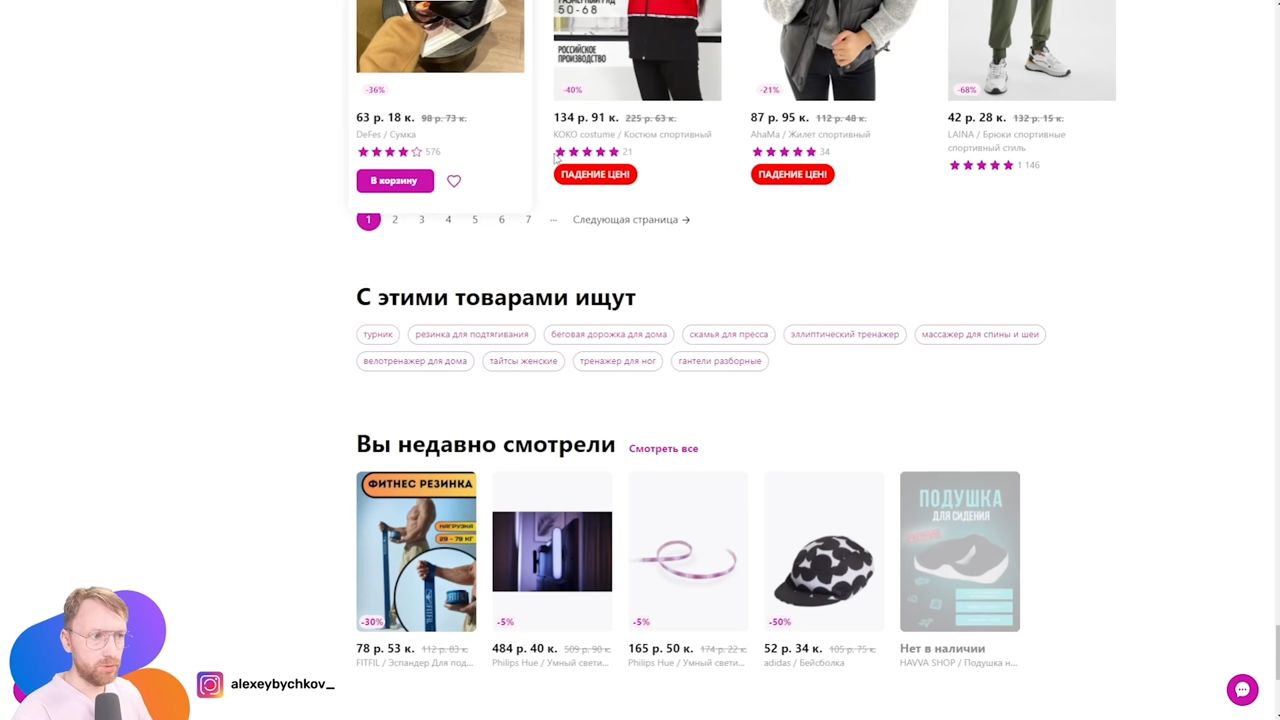 50-68
РОССИЙСКОЕ
ПРОИЗВОДСТВО
-36%
-40%
-21%
-68%
63 р. 18 к. 98 р. 73 к.
134 р. 91 к. 225 р. 63 к.
87 р. 95 к. 112 р. 48 к.
42 р. 28 к. 132 р. 15 к.
DeFes / Сумка
KOKO costume / Костюм спортивный
AhaMa / Жилет спортивный
LAINA / Брюки спортивные
спортивный стиль
576
21
34
1 146
В корзину
ПАДЕНИЕ ЦЕН!
ПАДЕНИЕ ЦЕН!
1 2 3 4 5 6 7 ... Следующая страница →
С этими товарами ищут
турник резинка для подтягивания беговая дорожка для дома скамья для пресса эллиптический тренажер массажер для спины и шеи
велотренажер для дома тайтсы женские тренажер для ног гантели разборные
Вы недавно смотрели Смотреть все
ФИТНЕС РЕЗИНКА
НАГРУЗКА
29 - 79 КГ
ПОДУШКА
ДЛЯ СИДЕНИЯ
-30%
-5%
-5%
-50%
78 р. 53 к. 112 р. 83 к.
484 р. 40 к. 509 р. 90 к.
165 р. 50 к. 174 р. 22 к.
52 р. 34 к. 105 р. 75 к.
Нет в наличии
FITFIL / Эспандер Для под...
Philips Hue / Умный свети...
Philips Hue / Умный свети...
adidas / Бейсболка
HAVVA SHOP / Подушка н...
alexeybychkov_